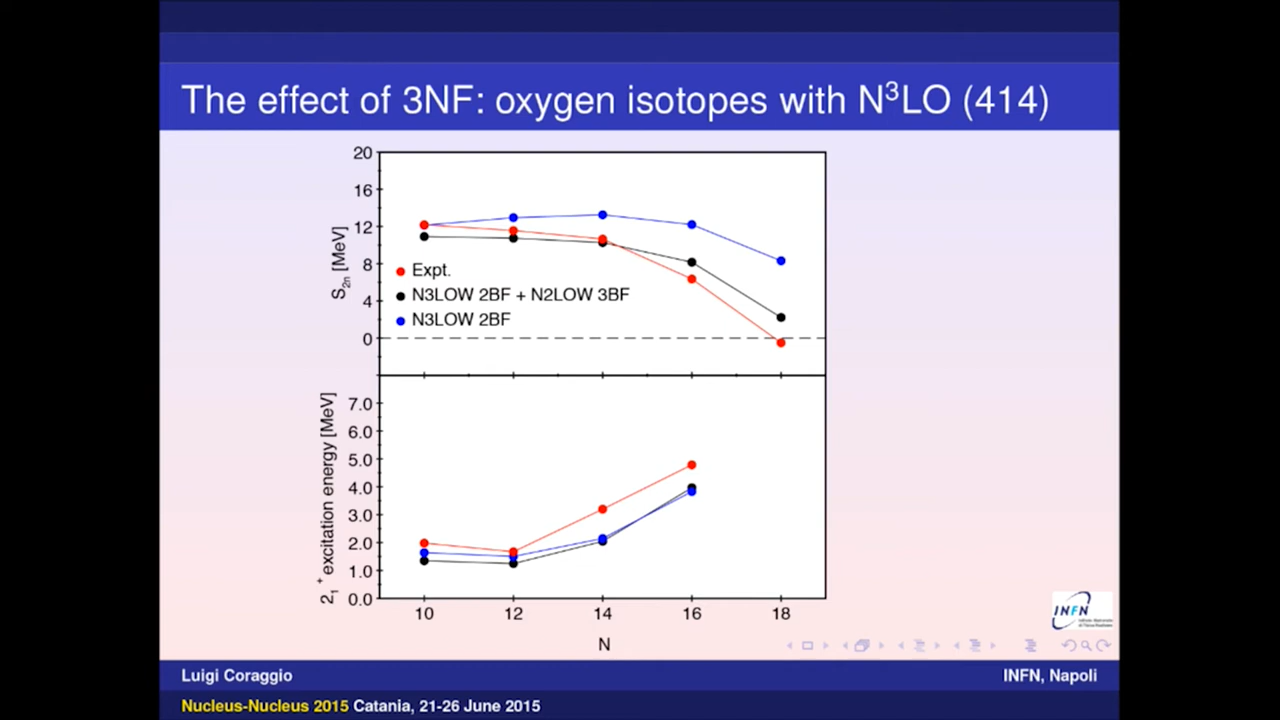 The effect of 3NF: oxygen isotopes with N³LO (414)
20
16
12
8
4
0
S2n [MeV]
Expt.
N3LOW 2BF + N2LOW 3BF
N3LOW 2BF
7.0
6.0
5.0
4.0
3.0
2.0
1.0
0.0
2₁⁺ excitation energy [MeV]
10 12 14 16 18
N
INFN
Luigi Coraggio
INFN, Napoli
Nucleus-Nucleus 2015 Catania, 21-26 June 2015